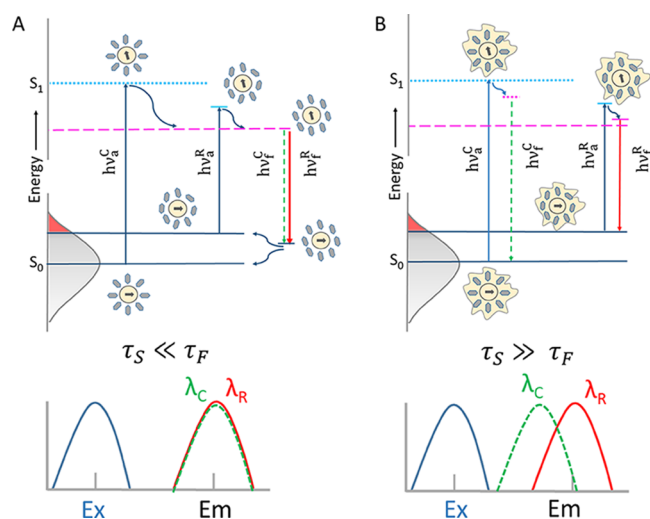 A
S₁
Energy
hν_a^C
hν_a^R
hν_f^C
hν_f^R
S₀
τ_S ≪ τ_F
λ_C
λ_R
Ex
Em
B
S₁
Energy
hν_a^C
hν_f^C
hν_a^R
hν_f^R
S₀
τ_S ≫ τ_F
λ_C
λ_R
Ex
Em